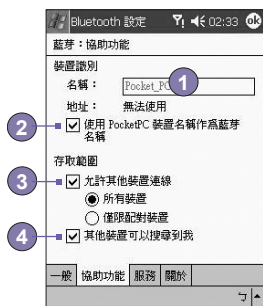 Bluetooth 設定 02:33 ok
藍芽：協助功能
裝置識別
名稱： Pocket_PC
1
地址： 無法使用
2
使用 PocketPC 裝置名稱作為藍芽
名稱
存取範圍
3
允許其他裝置連線
所有裝置
僅限配對裝置
4
其他裝置可以搜尋到我
一般 協助功能 服務 關於
ㄅ